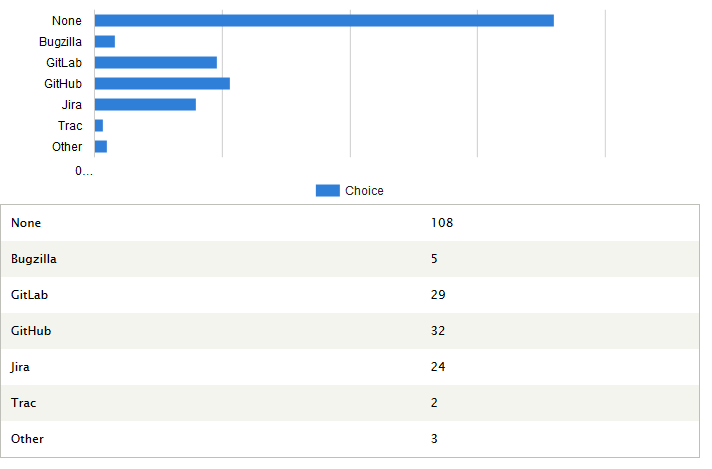 None
Bugzilla
GitLab
GitHub
Jira
Trac
Other
0...
Choice
None 108
Bugzilla 5
GitLab 29
GitHub 32
Jira 24
Trac 2
Other 3